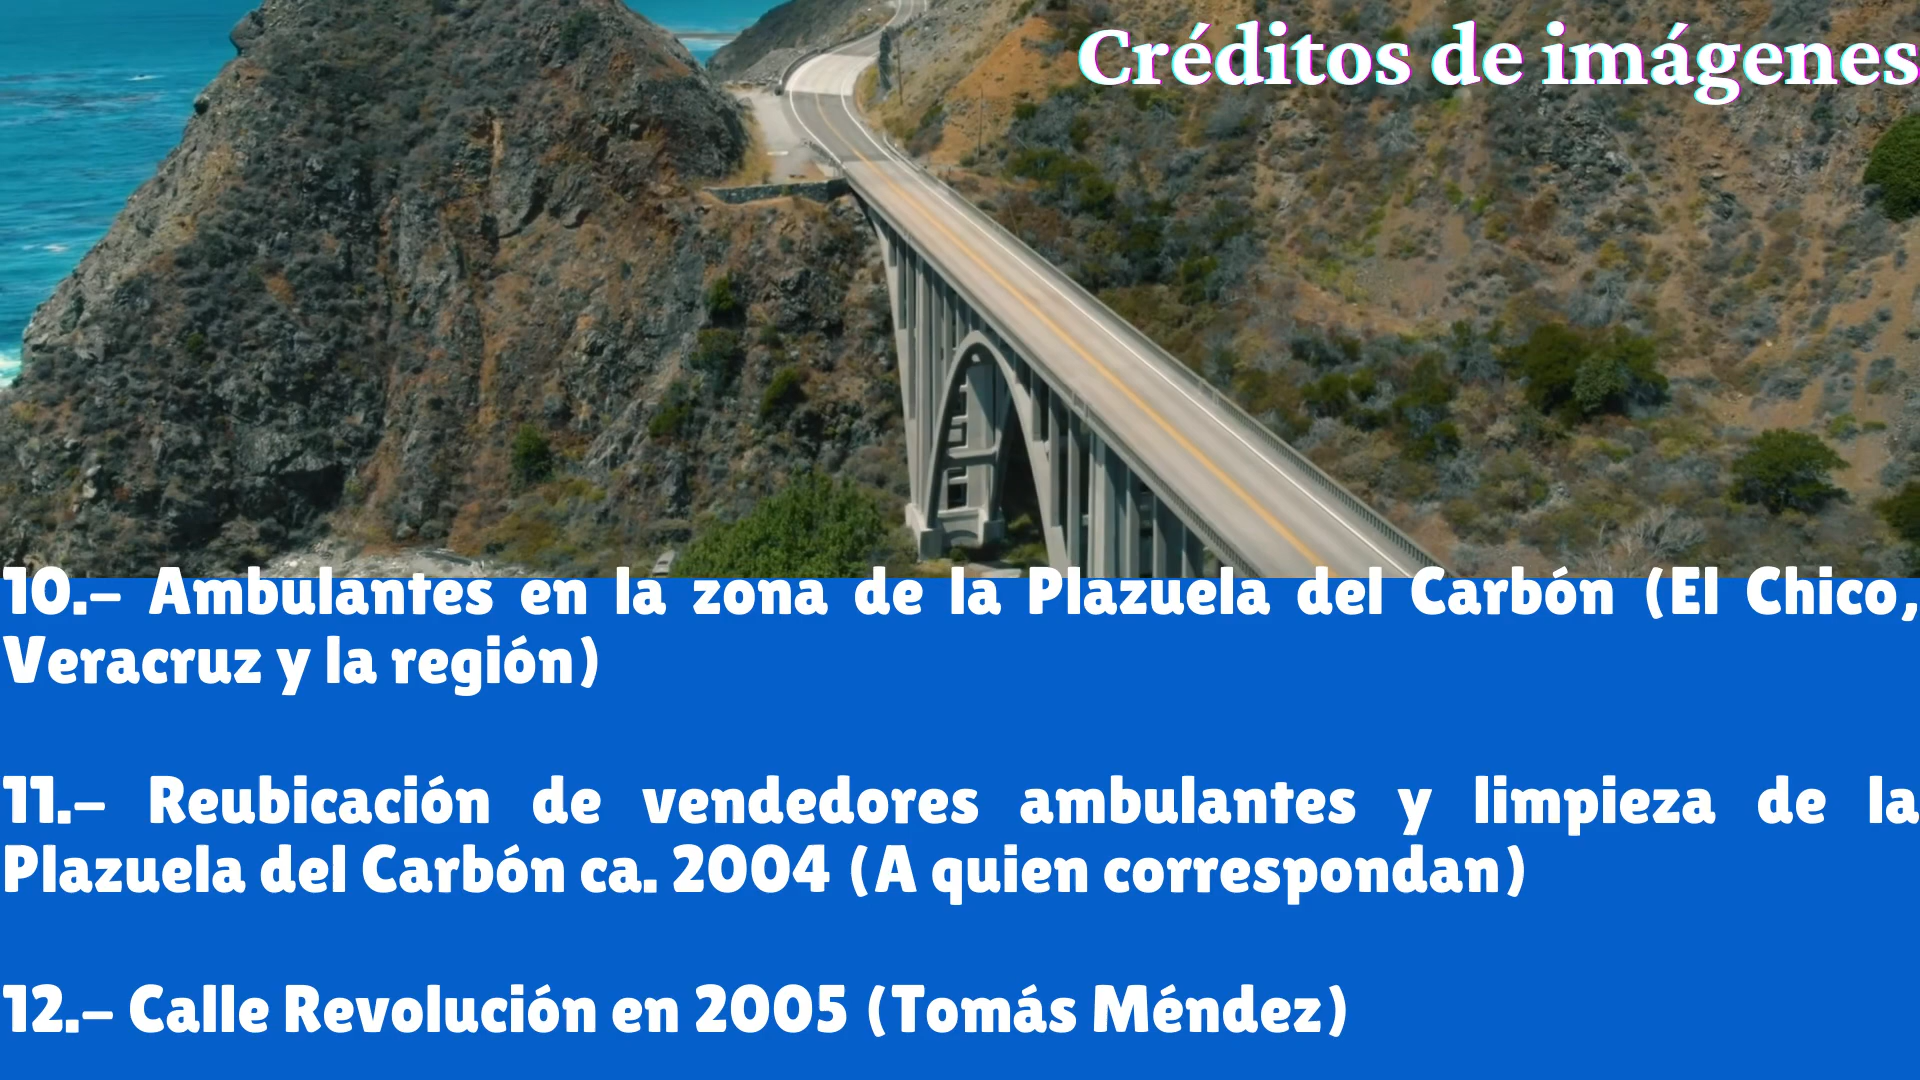 Créditos de imágenes
10.- Ambulantes en la zona de la Plazuela del Carbón (El Chico,
Veracruz y la región)
11.- Reubicación de vendedores ambulantes y limpieza de la
Plazuela del Carbón ca. 2004 (A quien correspondan)
12.- Calle Revolución en 2005 (Tomás Méndez)